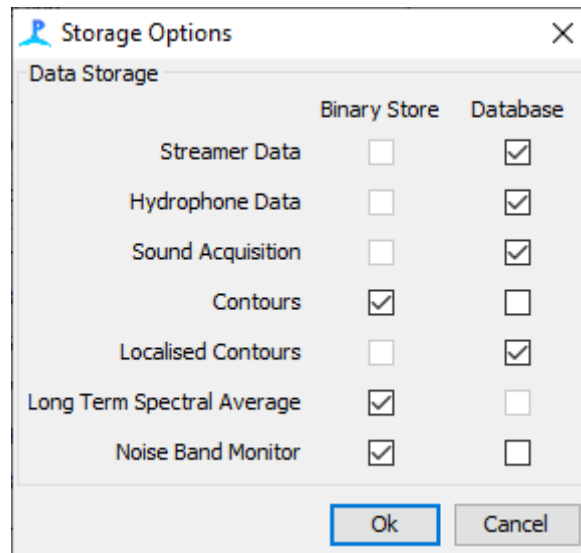 Storage Options
Data Storage
Binary Store Database
Streamer Data
Hydrophone Data
Sound Acquisition
Contours
Localised Contours
Long Term Spectral Average
Noise Band Monitor
Ok Cancel